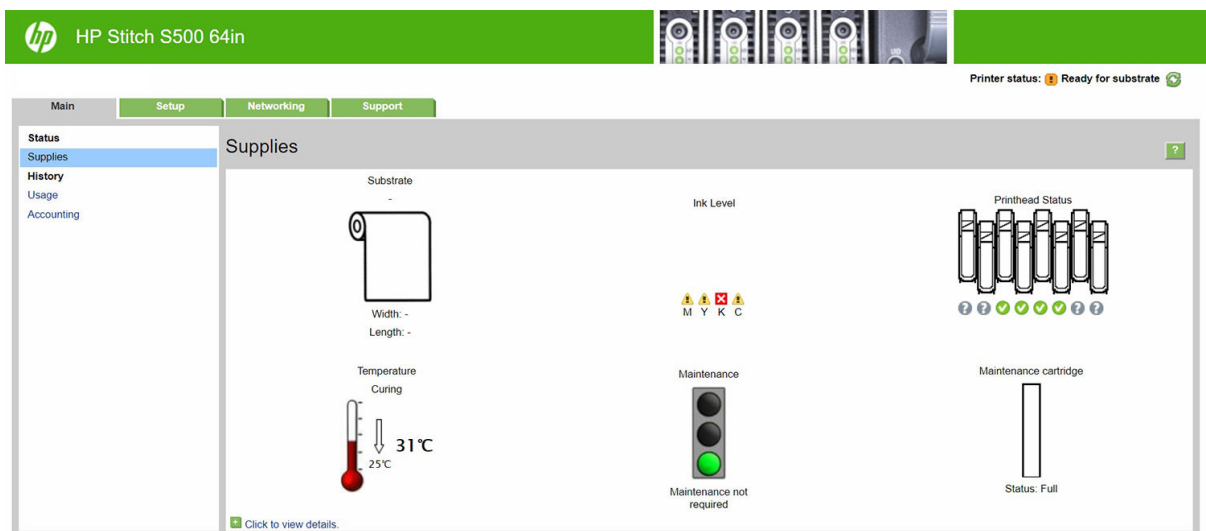 hp HP Stitch S500 64in
UID
Printer status: Ready for substrate
Main Setup Networking Support
Status
Supplies
History
Usage
Accounting
Supplies
?
Substrate
-
Width: -
Length: -
Ink Level
M Y K C
Printhead Status
? ? ? ?
Temperature
Curing
31°C
25°C
Maintenance
Maintenance not
required
Maintenance cartridge
Status: Full
Click to view details.